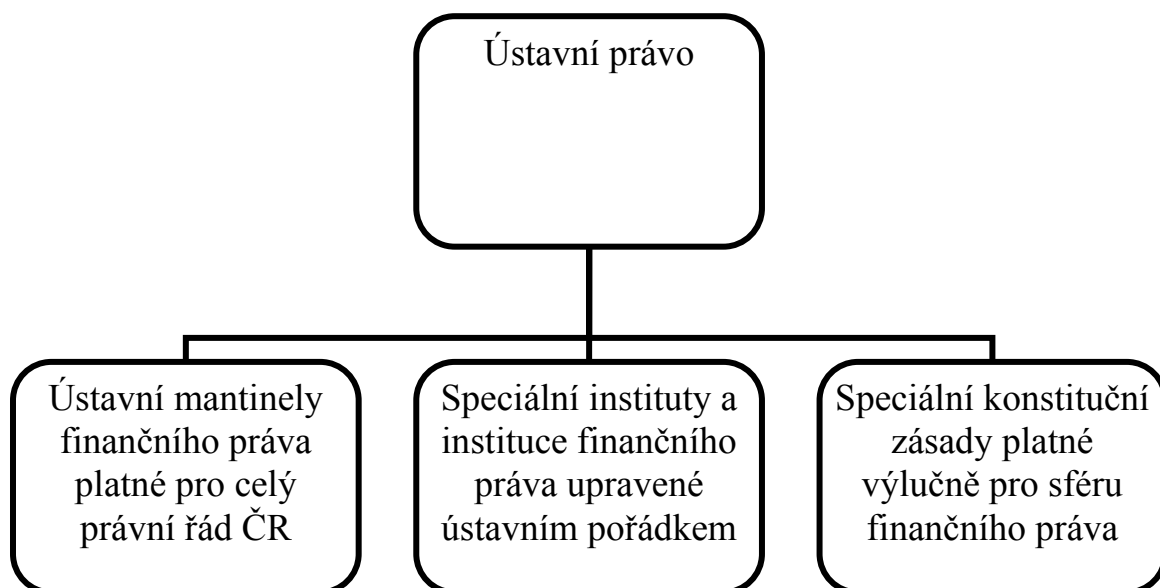 Ústavní právo
Ústavní mantinely
finančního práva
platné pro celý
právní řád ČR
Speciální instituty a
instituce finančního
práva upravené
ústavním pořádkem
Speciální konstituční
zásady platné
výlučně pro sféru
finančního práva